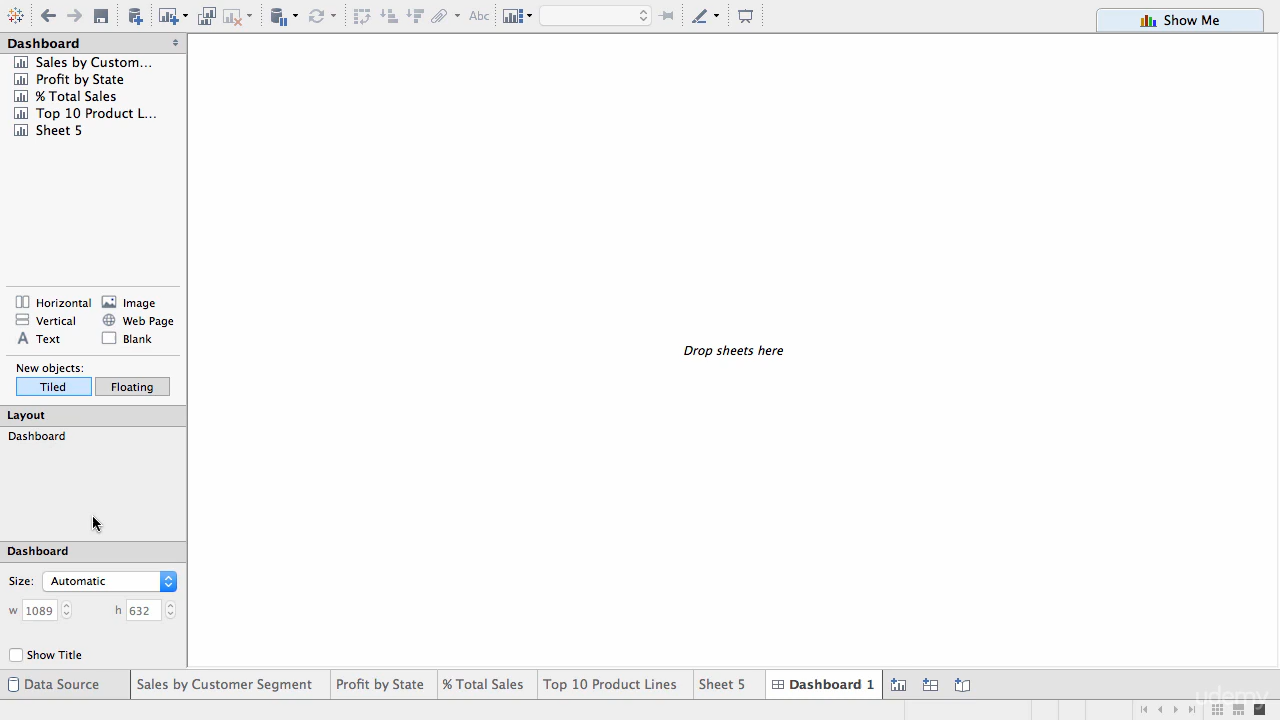 Abc
Show Me
Dashboard
Sales by Custom...
Profit by State
% Total Sales
Top 10 Product L...
Sheet 5
Horizontal Image
Vertical Web Page
A Text Blank
New objects:
Tiled Floating
Layout
Dashboard
Drop sheets here
Dashboard
Size: Automatic
w 1089 h 632
Show Title
Data Source Sales by Customer Segment Profit by State % Total Sales Top 10 Product Lines Sheet 5 Dashboard 1
udemy